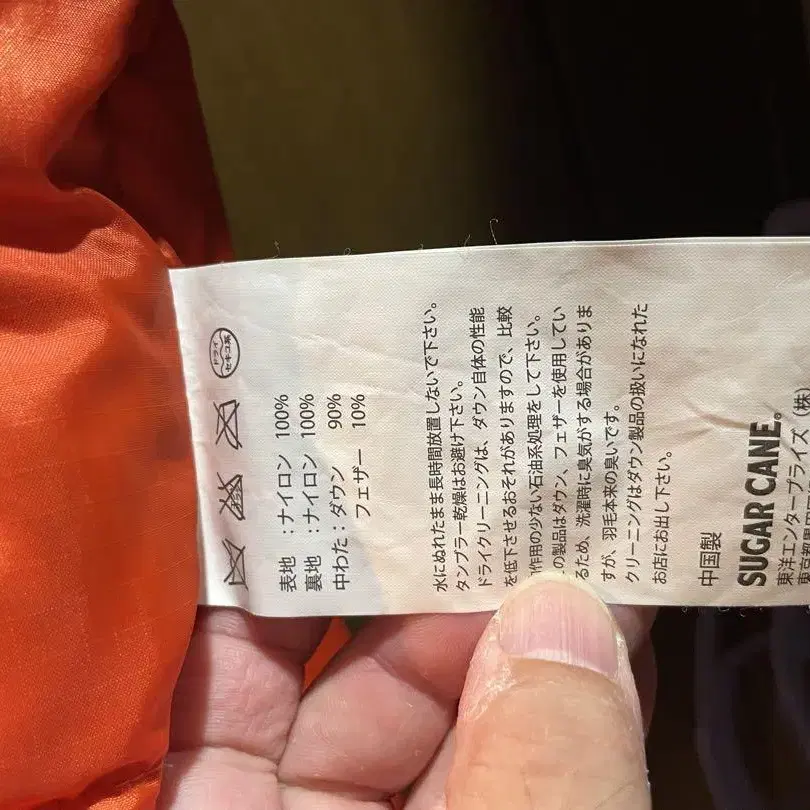 ドライ
セキユ系
表地 :ナイロン 100%
裏地 :ナイロン 100%
中わた:ダウン 90%
フェザー 10%
水にぬれたまま長時間放置しないで下さい。
タンブラー乾燥はお避け下さい。
ドライクリーニングは、ダウン自体の性能
を低下させるおそれがありますので、比較
作用の少ない石油系処理をして下さい。
の製品はダウン、フェザーを使用してい
るため、洗濯時に臭気がする場合がありま
すが、羽毛本来の臭いです。
クリーニングはダウン製品の扱いになれた
お店にお出し下さい。
中国製
SUGAR CANE®
東洋エンタープライズ(株)